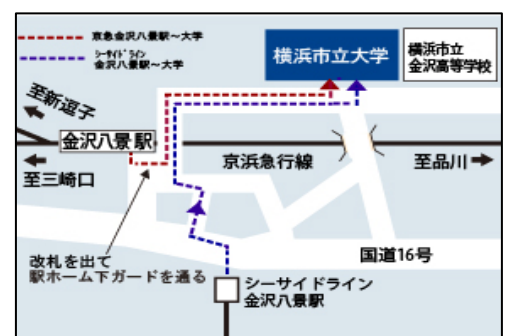 京急金沢八景駅～大学
シーサイドライン
金沢八景駅～大学
横浜市立大学
横浜市立
金沢高等学校
至新逗子
金沢八景駅
至三崎口
京浜急行線
至品川
改札を出て
駅ホーム下ガードを通る
国道16号
シーサイドライン
金沢八景駅